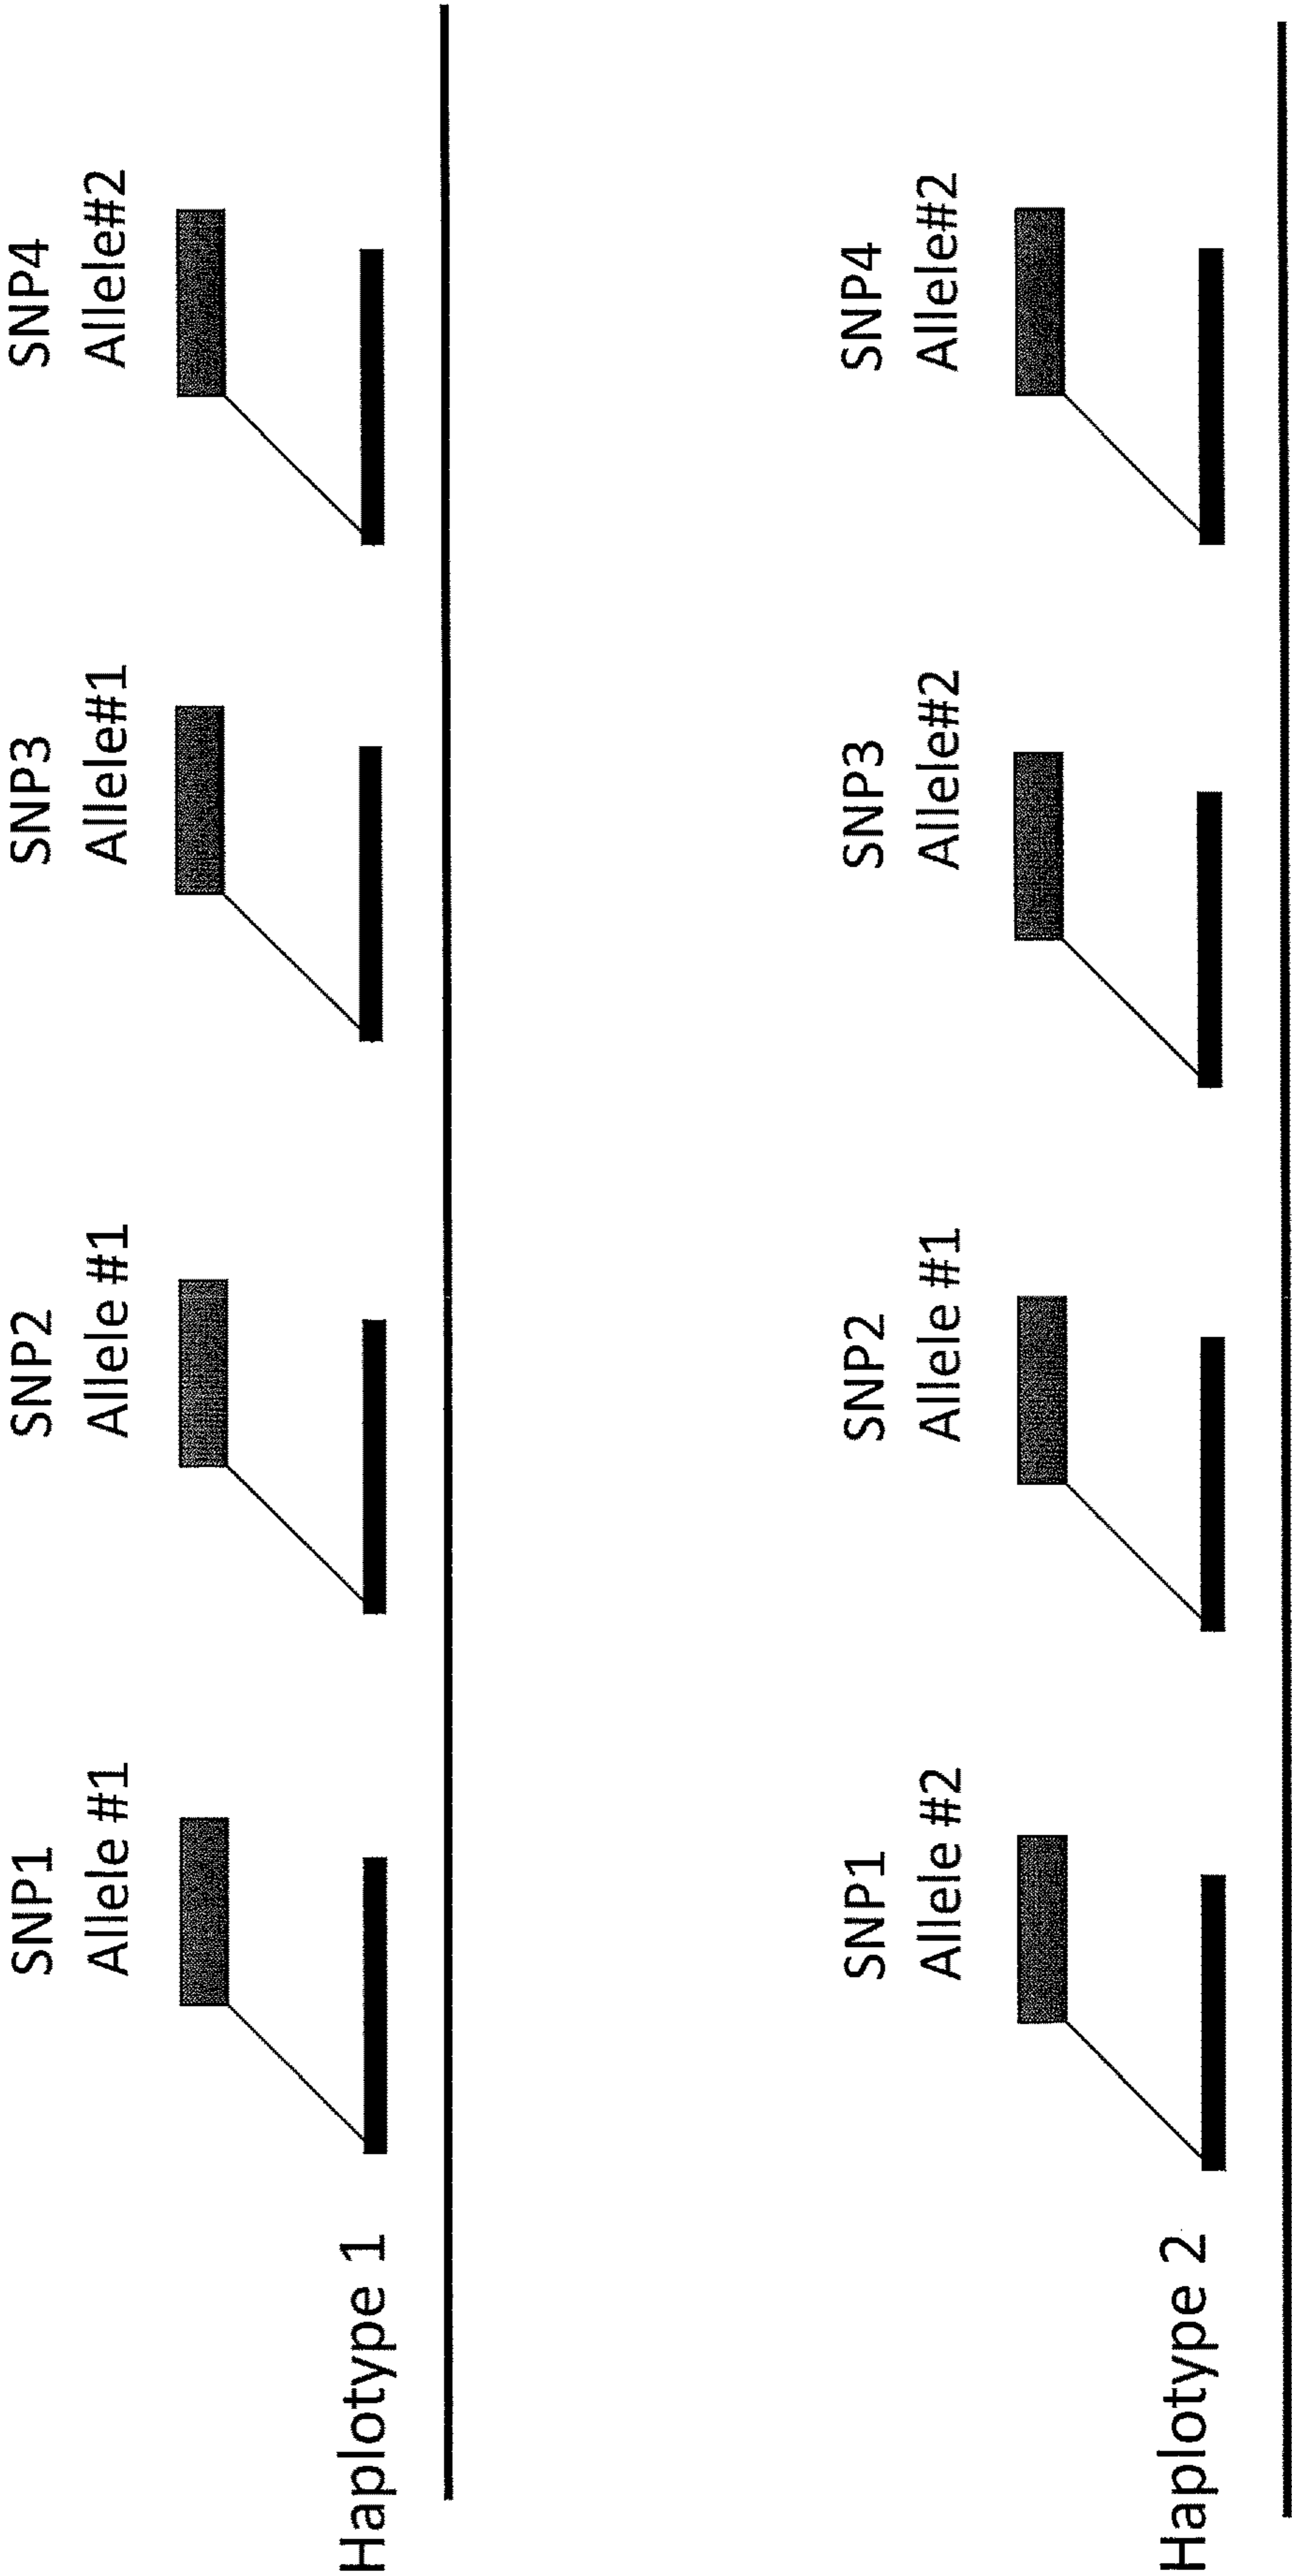 SNP1
Allele #1
SNP2
Allele #1
SNP3
Allele#1
SNP4
Allele#2
Haplotype 1
SNP1
Allele #2
SNP2
Allele #1
SNP3
Allele#2
SNP4
Allele#2
Haplotype 2